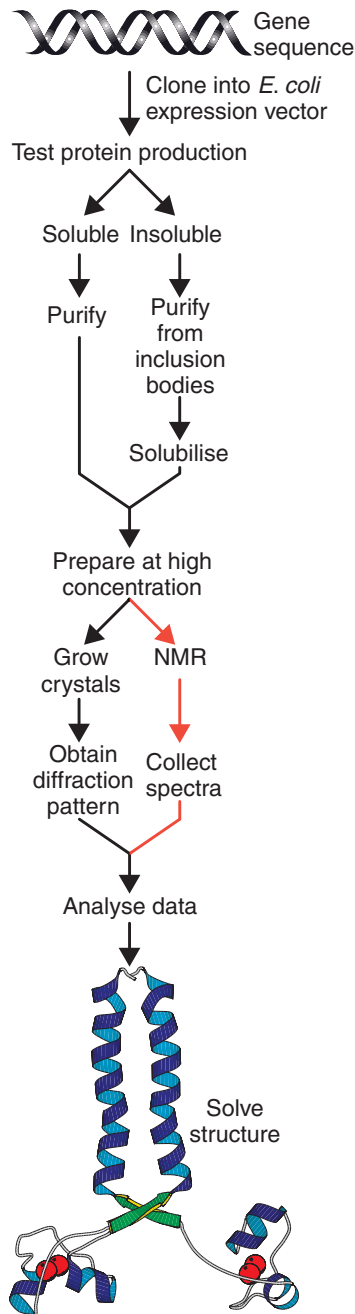 Gene
sequence
Clone into E. coli
expression vector
Test protein production
Soluble
Insoluble
Purify
Purify
from
inclusion
bodies
Solubilise
Prepare at high
concentration
Grow
crystals
NMR
Obtain
diffraction
pattern
Collect
spectra
Analyse data
Solve
structure